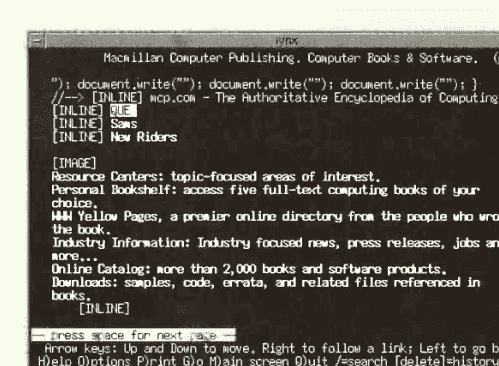 lynx
Macmillan Computer Publishing. Computer Books & Software. (
"); document.write(""); document.write(""); document.write(""); }
//--> [INLINE] mcp.com - The Authoritative Encyclopedia of Computing
[INLINE] QUE
[INLINE] Sams
[INLINE] New Riders
[IMAGE]
Resource Centers: topic-focused areas of interest.
Personal Bookshelf: access five full-text computing books of your
choice.
WWW Yellow Pages, a premier online directory from the people who wro
the book.
Industry Information: Industry focused news, press releases, jobs an
more...
Online Catalog: more than 2,000 books and software products.
Downloads: samples, code, errata, and related files referenced in
books.
[INLINE]
-- press space for next page --
Arrow keys: Up and Down to move. Right to follow a link; Left to go b
H)elp O)ptions P)rint G)o M)ain screen Q)uit /=search [delete]=history